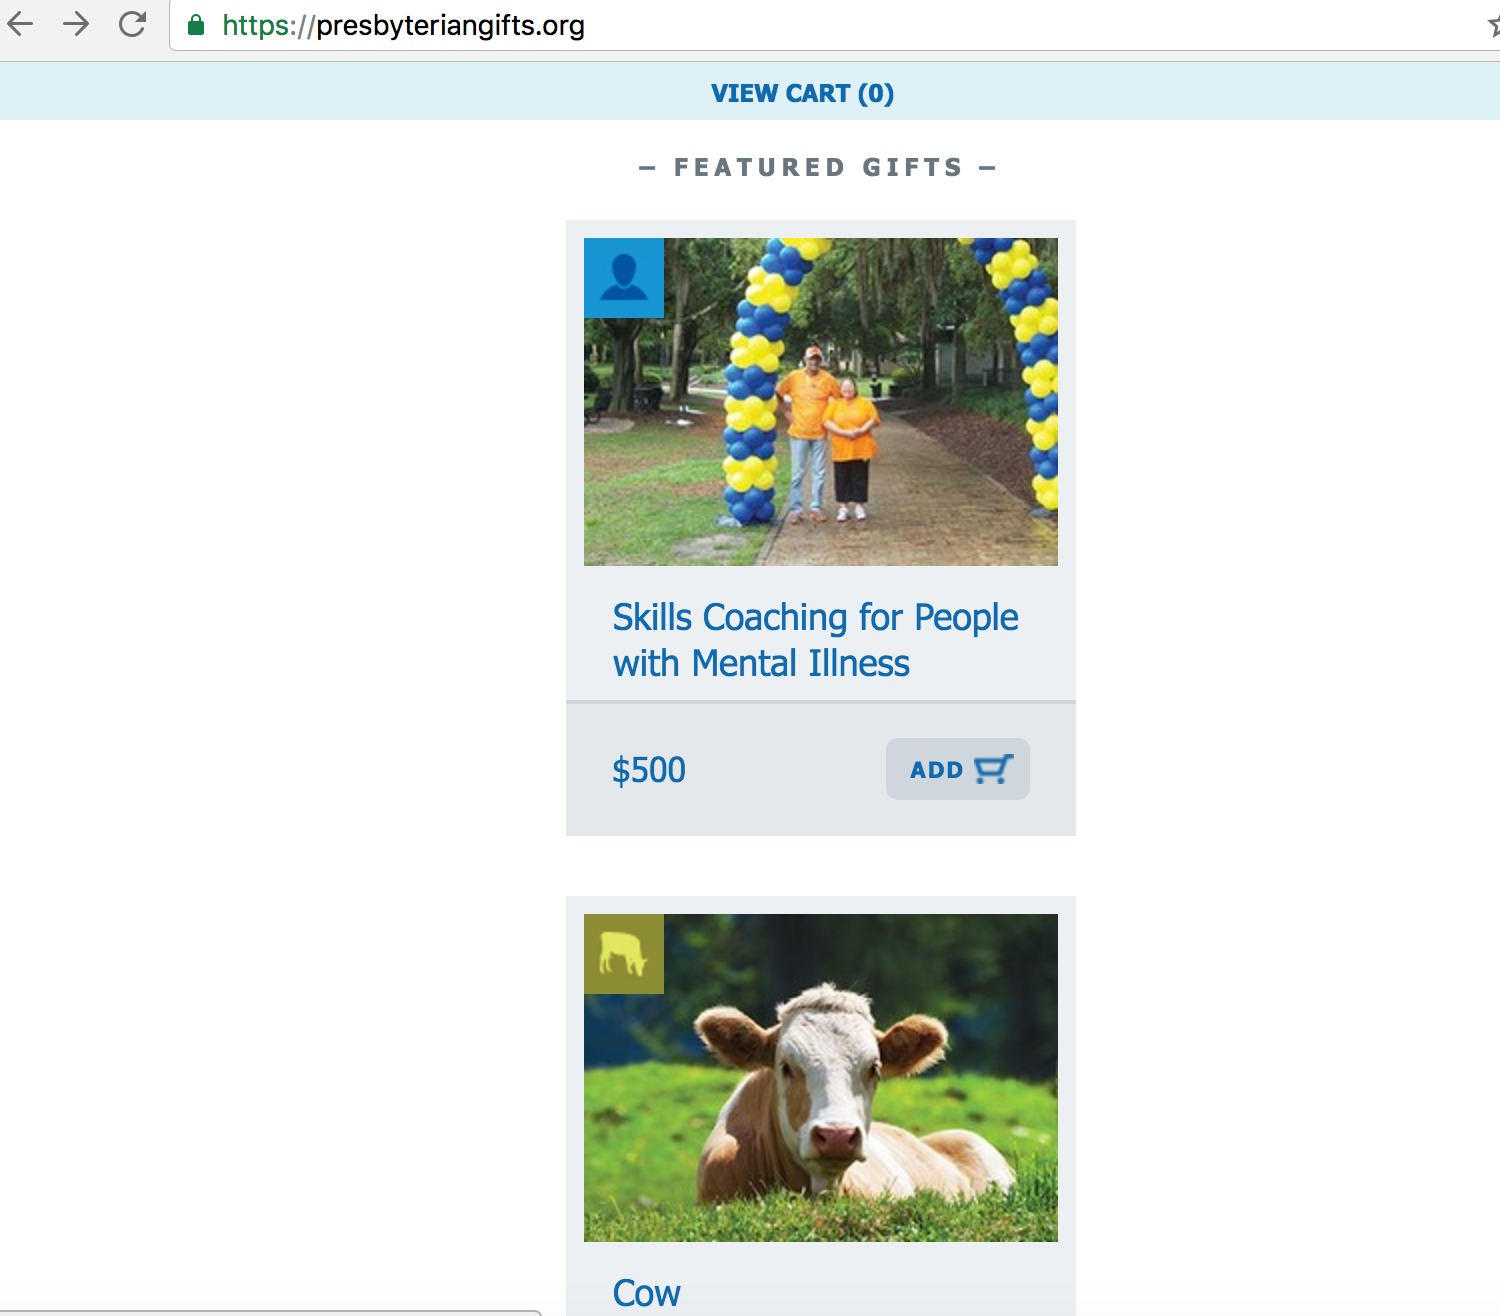 https://presbyteriangifts.org
VIEW CART (0)
– FEATURED GIFTS –
Skills Coaching for People
with Mental Illness
$500
ADD
Cow